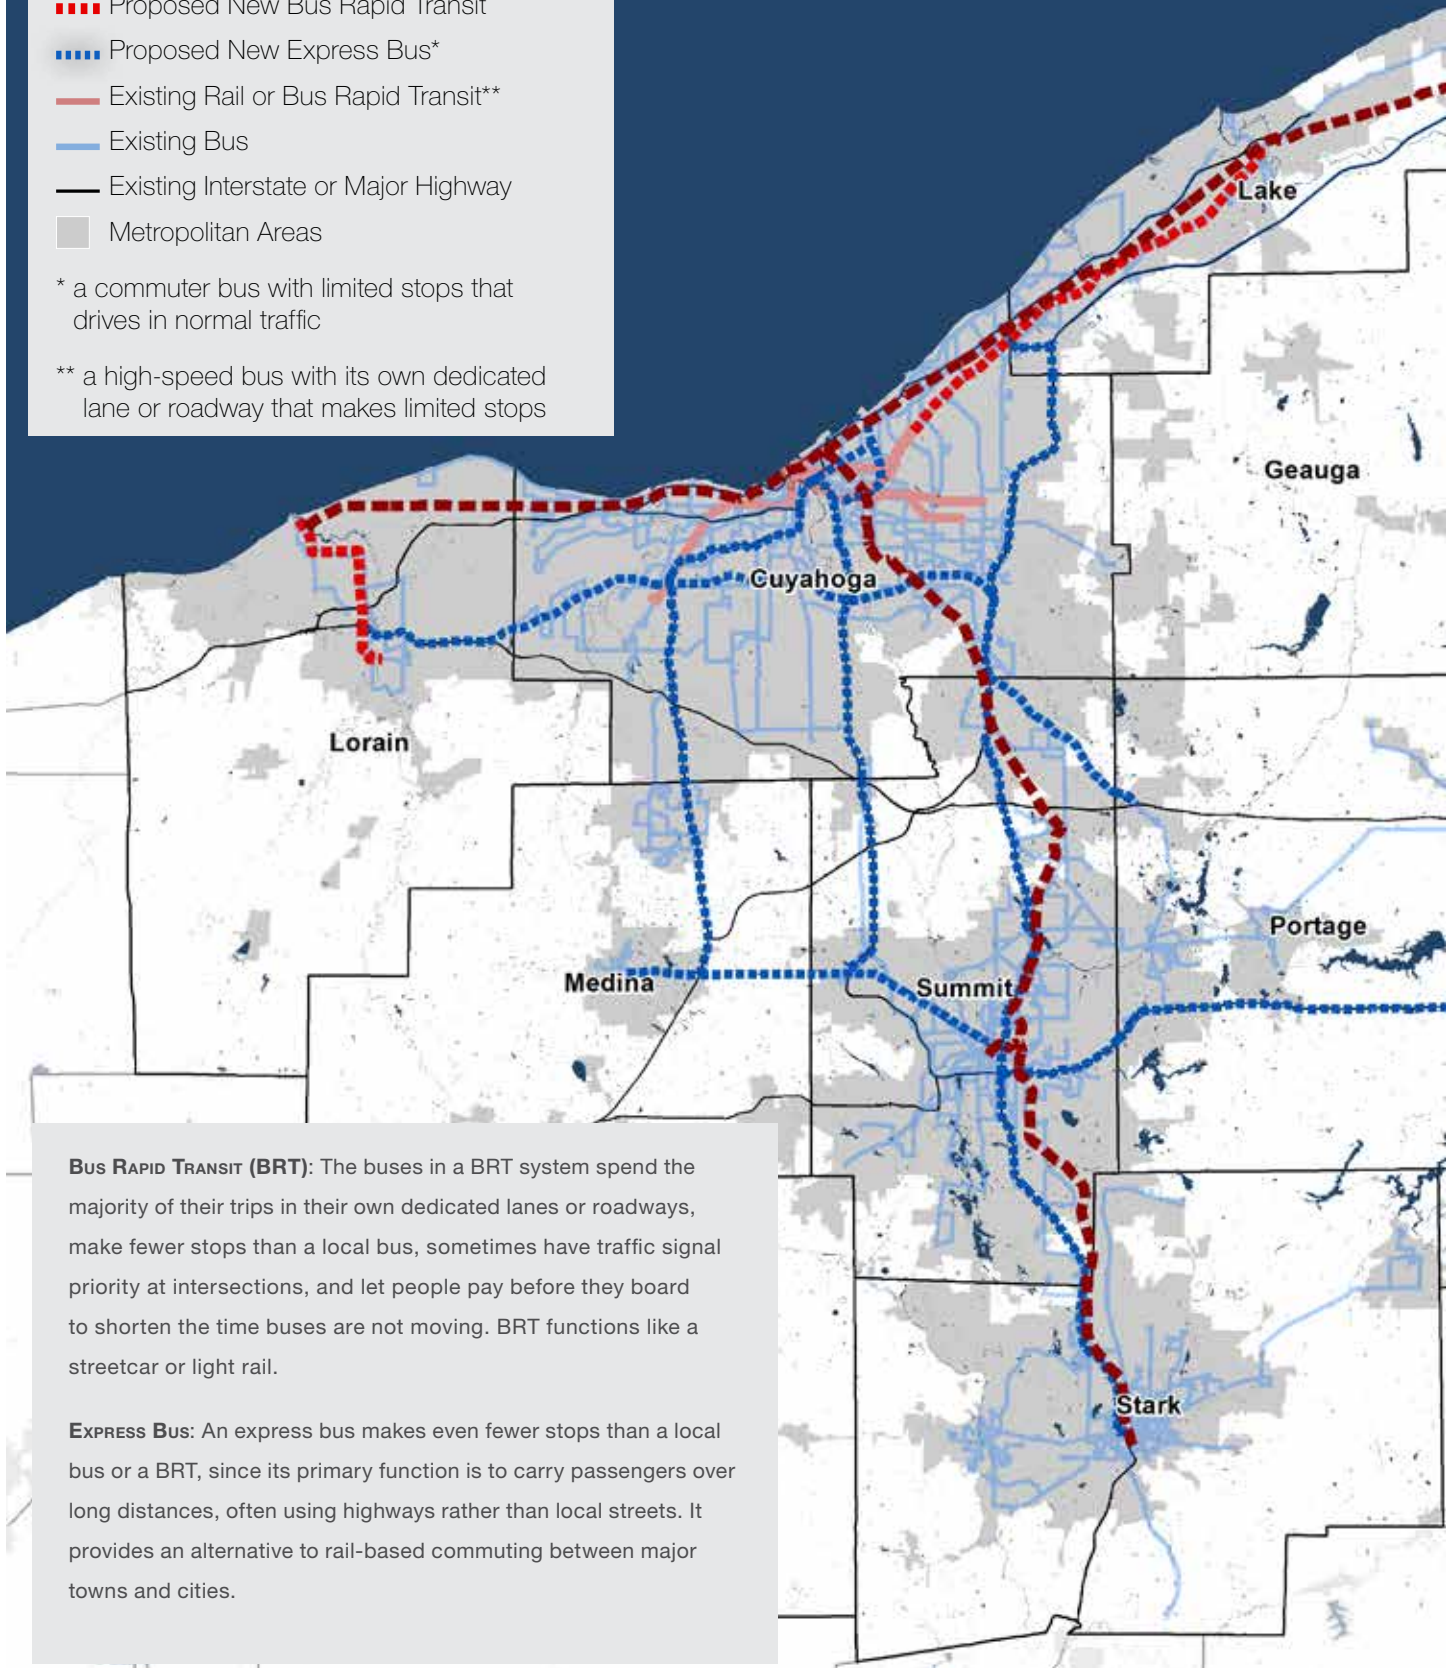 Proposed New Bus Rapid Transit
Proposed New Express Bus*
Existing Rail or Bus Rapid Transit**
Existing Bus
Existing Interstate or Major Highway
Metropolitan Areas
* a commuter bus with limited stops that
drives in normal traffic
** a high-speed bus with its own dedicated
lane or roadway that makes limited stops
Lake
Geauga
Cuyahoga
Lorain
Portage
Medina
Summit
Stark
BUS RAPID TRANSIT (BRT): The buses in a BRT system spend the
majority of their trips in their own dedicated lanes or roadways,
make fewer stops than a local bus, sometimes have traffic signal
priority at intersections, and let people pay before they board
to shorten the time buses are not moving. BRT functions like a
streetcar or light rail.
EXPRESS BUS: An express bus makes even fewer stops than a local
bus or a BRT, since its primary function is to carry passengers over
long distances, often using highways rather than local streets. It
provides an alternative to rail-based commuting between major
towns and cities.